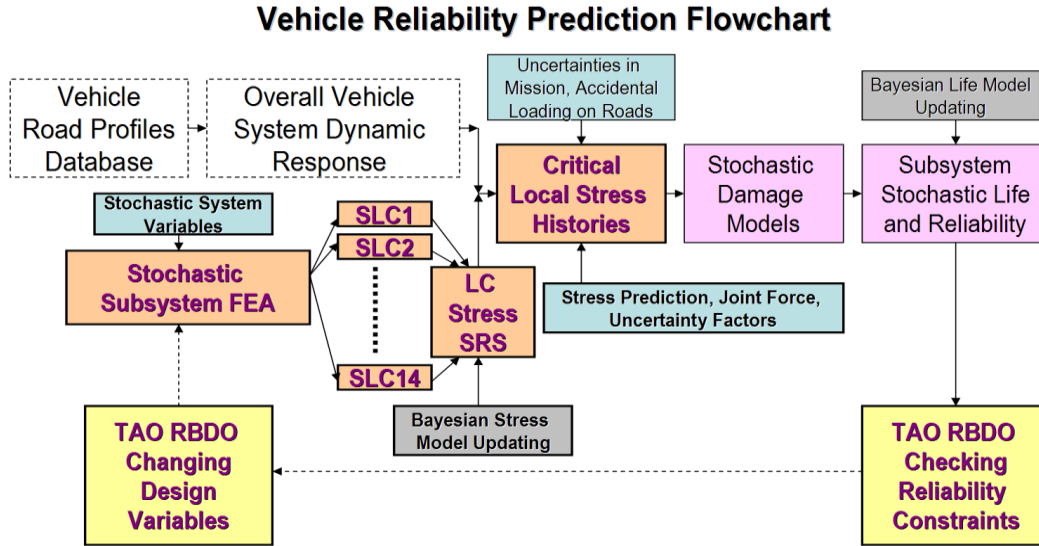 Vehicle Reliability Prediction Flowchart
Vehicle
Road Profiles
Database
Overall Vehicle
System Dynamic
Response
Uncertainties in
Mission, Accidental
Loading on Roads
Bayesian Life Model
Updating
Critical
Local Stress
Histories
Stochastic
Damage
Models
Subsystem
Stochastic Life
and Reliability
Stochastic System
Variables
Stochastic
Subsystem FEA
SLC1
SLC2
SLC14
LC
Stress
SRS
Stress Prediction, Joint Force,
Uncertainty Factors
Bayesian Stress
Model Updating
TAO RBDO
Changing
Design
Variables
TAO RBDO
Checking
Reliability
Constraints